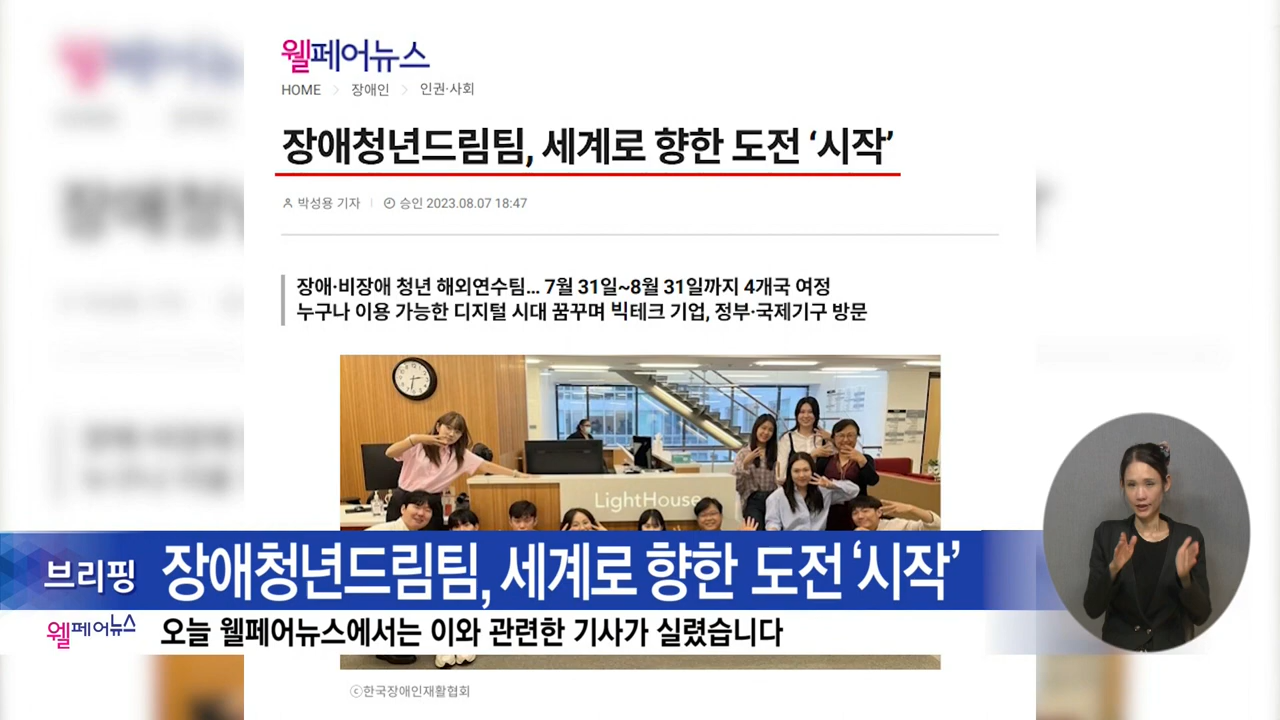 웰페어뉴스
HOME > 장애인 > 인권·사회
장애청년드림팀, 세계로 향한 도전 ‘시작’
박성용 기자 | 승인 2023.08.07 18:47
장애·비장애 청년 해외연수팀... 7월 31일~8월 31일까지 4개국 여정
누구나 이용 가능한 디지털 시대 꿈꾸며 빅테크 기업, 정부·국제기구 방문
LightHouse
브리핑 장애청년드림팀, 세계로 향한 도전 ‘시작’
웰페어뉴스 오늘 웰페어뉴스에서는 이와 관련한 기사가 실렸습니다
ⓒ한국장애인재활협회